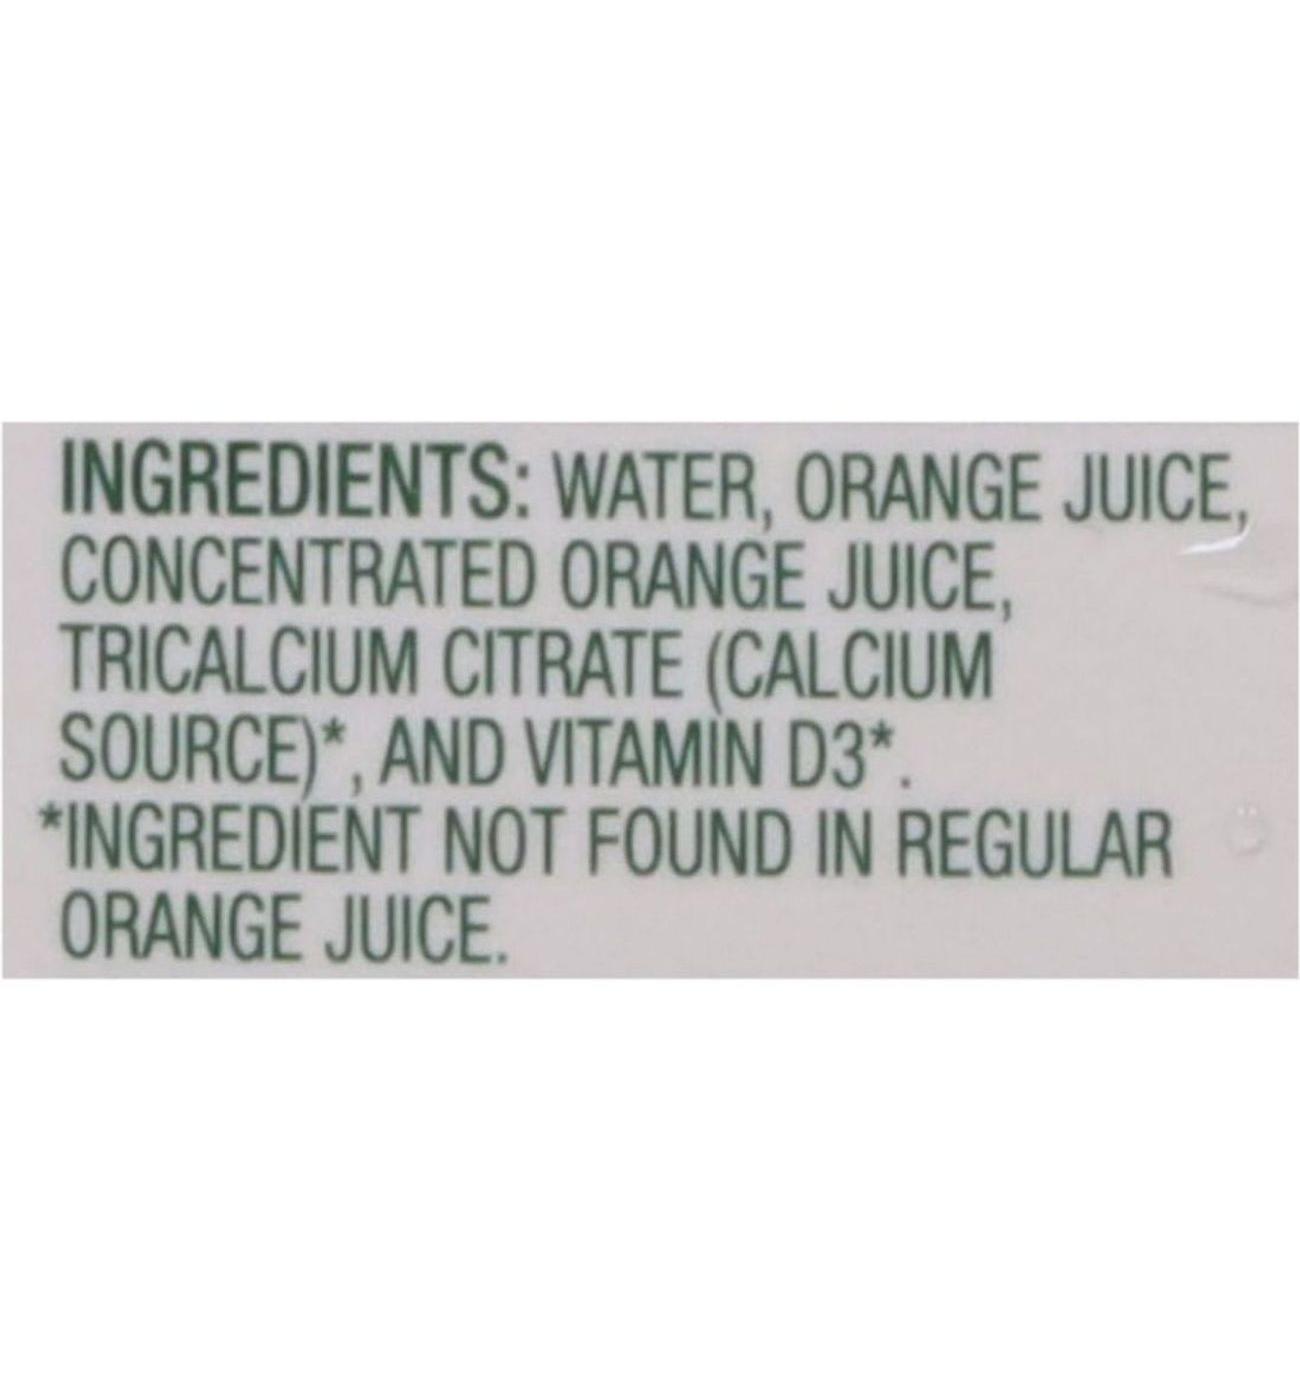 INGREDIENTS: WATER, ORANGE JUICE,
CONCENTRATED ORANGE JUICE,
TRICALCIUM CITRATE (CALCIUM
SOURCE)*, AND VITAMIN D3*.
*INGREDIENT NOT FOUND IN REGULAR
ORANGE JUICE.